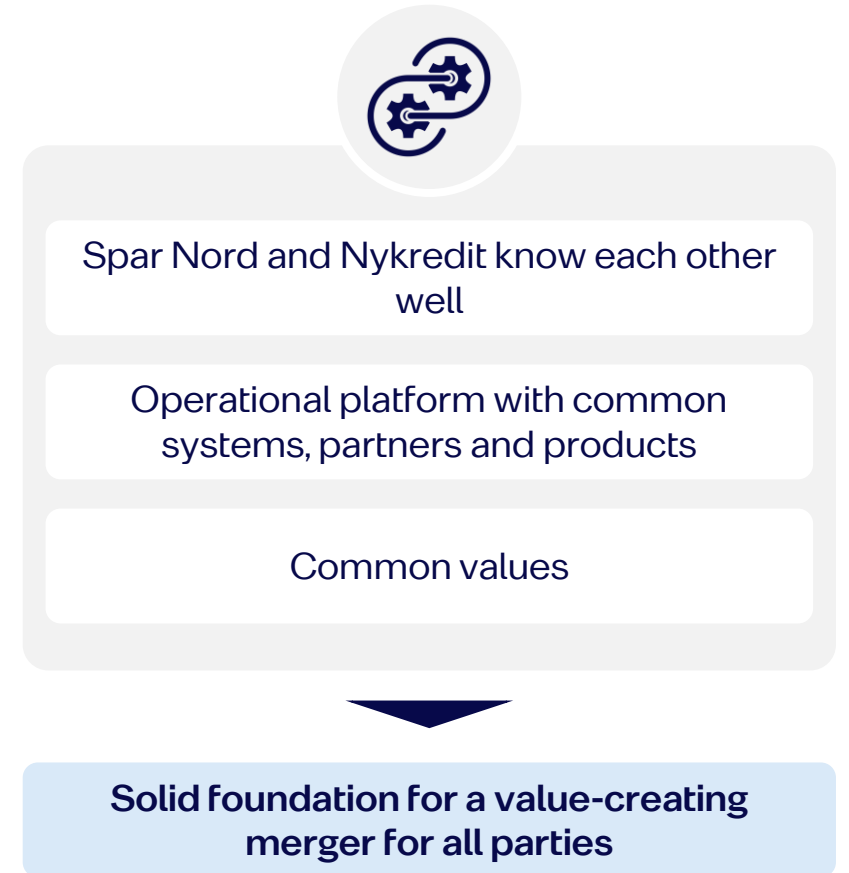 Spar Nord and Nykredit know each other
well
Operational platform with common
systems, partners and products
Common values
Solid foundation for a value-creating
merger for all parties